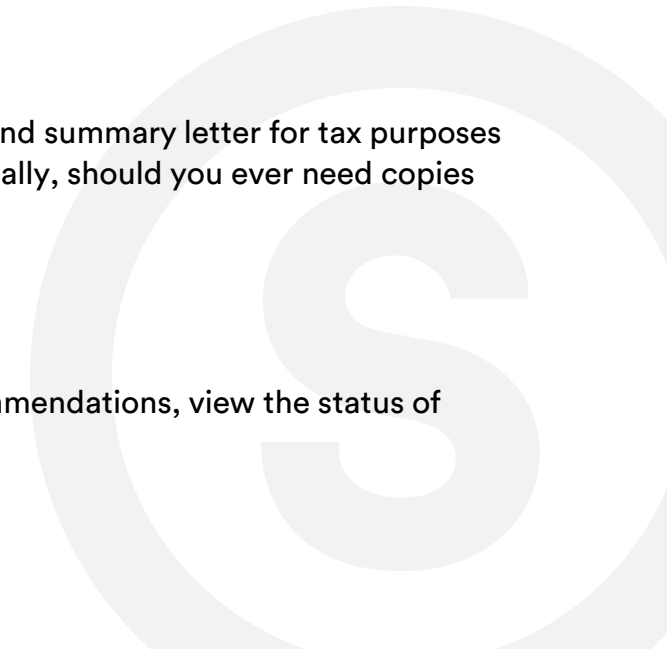 nd summary letter for tax purposes
ally, should you ever need copies
mendations, view the status of
S